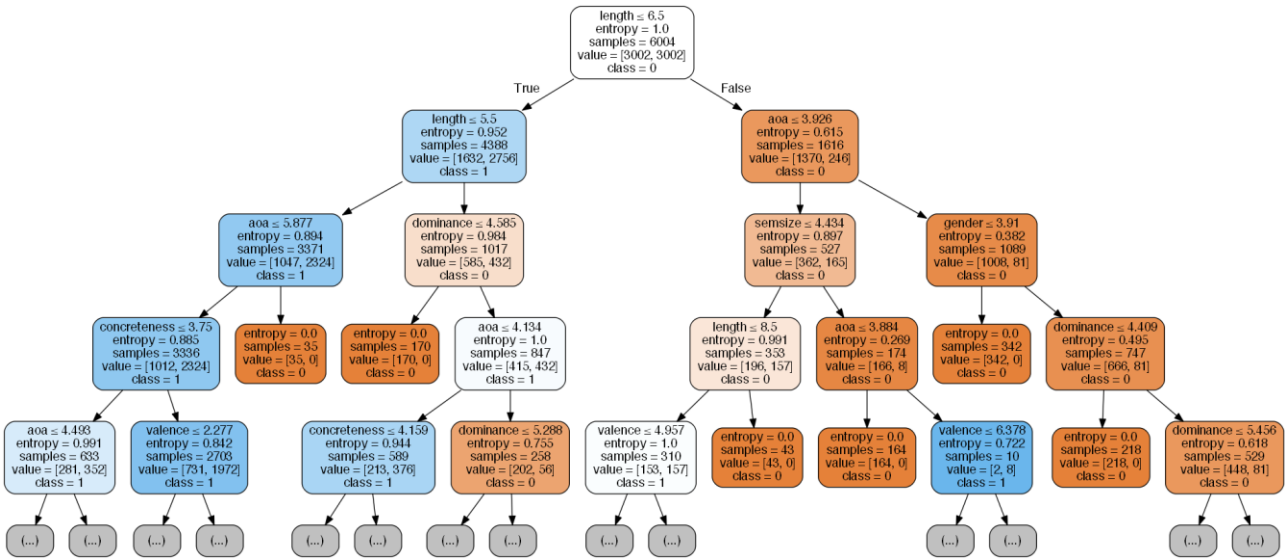 length ≤ 6.5
entropy = 1.0
samples = 6004
value = [3002, 3002]
class = 0
True
False
length ≤ 5.5
entropy = 0.952
samples = 4388
value = [1632, 2756]
class = 1
aoa ≤ 3.926
entropy = 0.615
samples = 1616
value = [1370, 246]
class = 0
aoa ≤ 5.877
entropy = 0.894
samples = 3371
value = [1047, 2324]
class = 1
dominance ≤ 4.585
entropy = 0.984
samples = 1017
value = [585, 432]
class = 0
semsize ≤ 4.434
entropy = 0.897
samples = 527
value = [362, 165]
class = 0
gender ≤ 3.91
entropy = 0.382
samples = 1089
value = [1008, 81]
class = 0
concreteness ≤ 3.75
entropy = 0.885
samples = 3336
value = [1012, 2324]
class = 1
entropy = 0.0
samples = 35
value = [35, 0]
class = 0
entropy = 0.0
samples = 170
value = [170, 0]
class = 0
aoa ≤ 4.134
entropy = 1.0
samples = 847
value = [415, 432]
class = 1
length ≤ 8.5
entropy = 0.991
samples = 353
value = [196, 157]
class = 0
aoa ≤ 3.884
entropy = 0.269
samples = 174
value = [166, 8]
class = 0
entropy = 0.0
samples = 342
value = [342, 0]
class = 0
dominance ≤ 4.409
entropy = 0.495
samples = 747
value = [666, 81]
class = 0
aoa ≤ 4.493
entropy = 0.991
samples = 633
value = [281, 352]
class = 1
valence ≤ 2.277
entropy = 0.842
samples = 2703
value = [731, 1972]
class = 1
concreteness ≤ 4.159
entropy = 0.944
samples = 589
value = [213, 376]
class = 1
dominance ≤ 5.288
entropy = 0.755
samples = 258
value = [202, 56]
class = 0
valence ≤ 4.957
entropy = 1.0
samples = 310
value = [153, 157]
class = 1
entropy = 0.0
samples = 43
value = [43, 0]
class = 0
entropy = 0.0
samples = 164
value = [164, 0]
class = 0
valence ≤ 6.378
entropy = 0.722
samples = 10
value = [2, 8]
class = 1
entropy = 0.0
samples = 218
value = [218, 0]
class = 0
dominance ≤ 5.456
entropy = 0.618
samples = 529
value = [448, 81]
class = 0
(...)
(...)
(...)
(...)
(...)
(...)
(...)
(...)
(...)
(...)
(...)
(...)
(...)
(...)